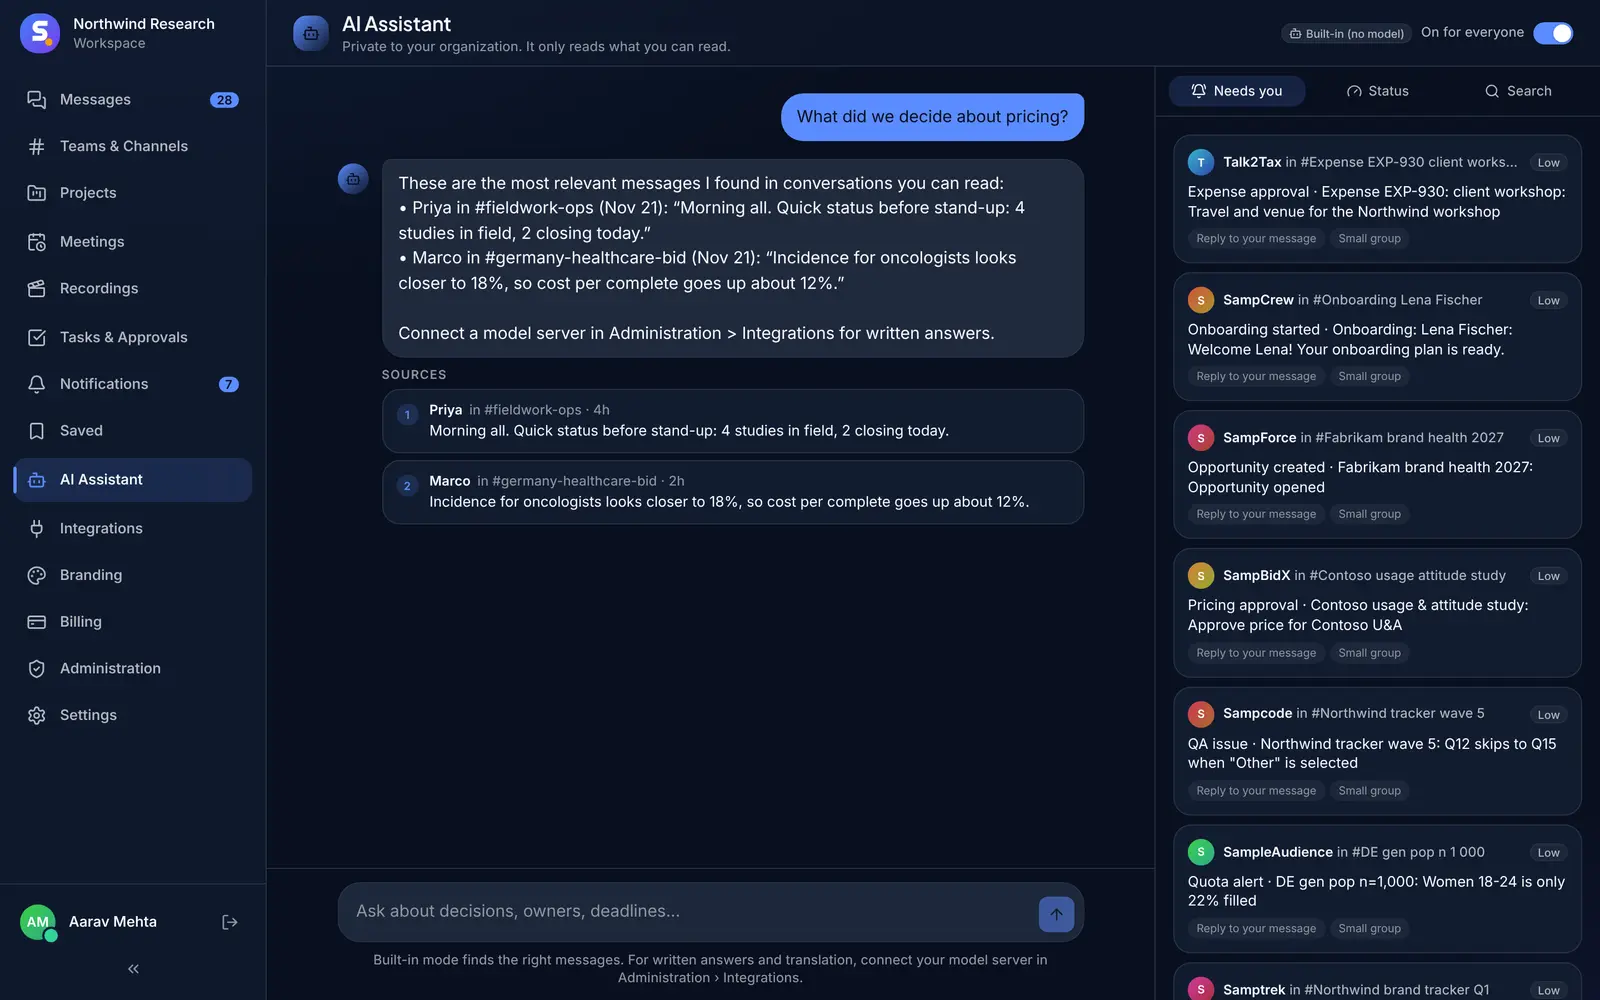 Northwind Research
Workspace
Messages
28
Teams & Channels
Projects
Meetings
Recordings
Tasks & Approvals
Notifications
7
Saved
AI Assistant
Integrations
Branding
Billing
Administration
Settings
AM
Aarav Mehta
AI Assistant
Private to your organization. It only reads what you can read.
Built-in (no model)
On for everyone
What did we decide about pricing?
These are the most relevant messages I found in conversations you can read:
• Priya in #fieldwork-ops (Nov 21): “Morning all. Quick status before stand-up: 4
studies in field, 2 closing today.”
• Marco in #germany-healthcare-bid (Nov 21): “Incidence for oncologists looks
closer to 18%, so cost per complete goes up about 12%.”
Connect a model server in Administration > Integrations for written answers.
SOURCES
1
Priya in #fieldwork-ops · 4h
Morning all. Quick status before stand-up: 4 studies in field, 2 closing today.
2
Marco in #germany-healthcare-bid · 2h
Incidence for oncologists looks closer to 18%, so cost per complete goes up about 12%.
Ask about decisions, owners, deadlines...
Built-in mode finds the right messages. For written answers and translation, connect your model server in
Administration › Integrations.
Needs you
Status
Search
T
Talk2Tax in #Expense EXP-930 client works...
Low
Expense approval · Expense EXP-930: client workshop:
Travel and venue for the Northwind workshop
Reply to your message
Small group
S
SampCrew in #Onboarding Lena Fischer
Low
Onboarding started · Onboarding: Lena Fischer:
Welcome Lena! Your onboarding plan is ready.
Reply to your message
Small group
S
SampForce in #Fabrikam brand health 2027
Low
Opportunity created · Fabrikam brand health 2027:
Opportunity opened
Reply to your message
Small group
S
SampBidX in #Contoso usage attitude study
Low
Pricing approval · Contoso usage & attitude study:
Approve price for Contoso U&A
Reply to your message
Small group
S
Sampcode in #Northwind tracker wave 5
Low
QA issue · Northwind tracker wave 5: Q12 skips to Q15
when "Other" is selected
Reply to your message
Small group
S
SampleAudience in #DE gen pop n 1 000
Low
Quota alert · DE gen pop n=1,000: Women 18-24 is only
22% filled
Reply to your message
Small group
S
Samptrek in #Northwind brand tracker Q1
Low